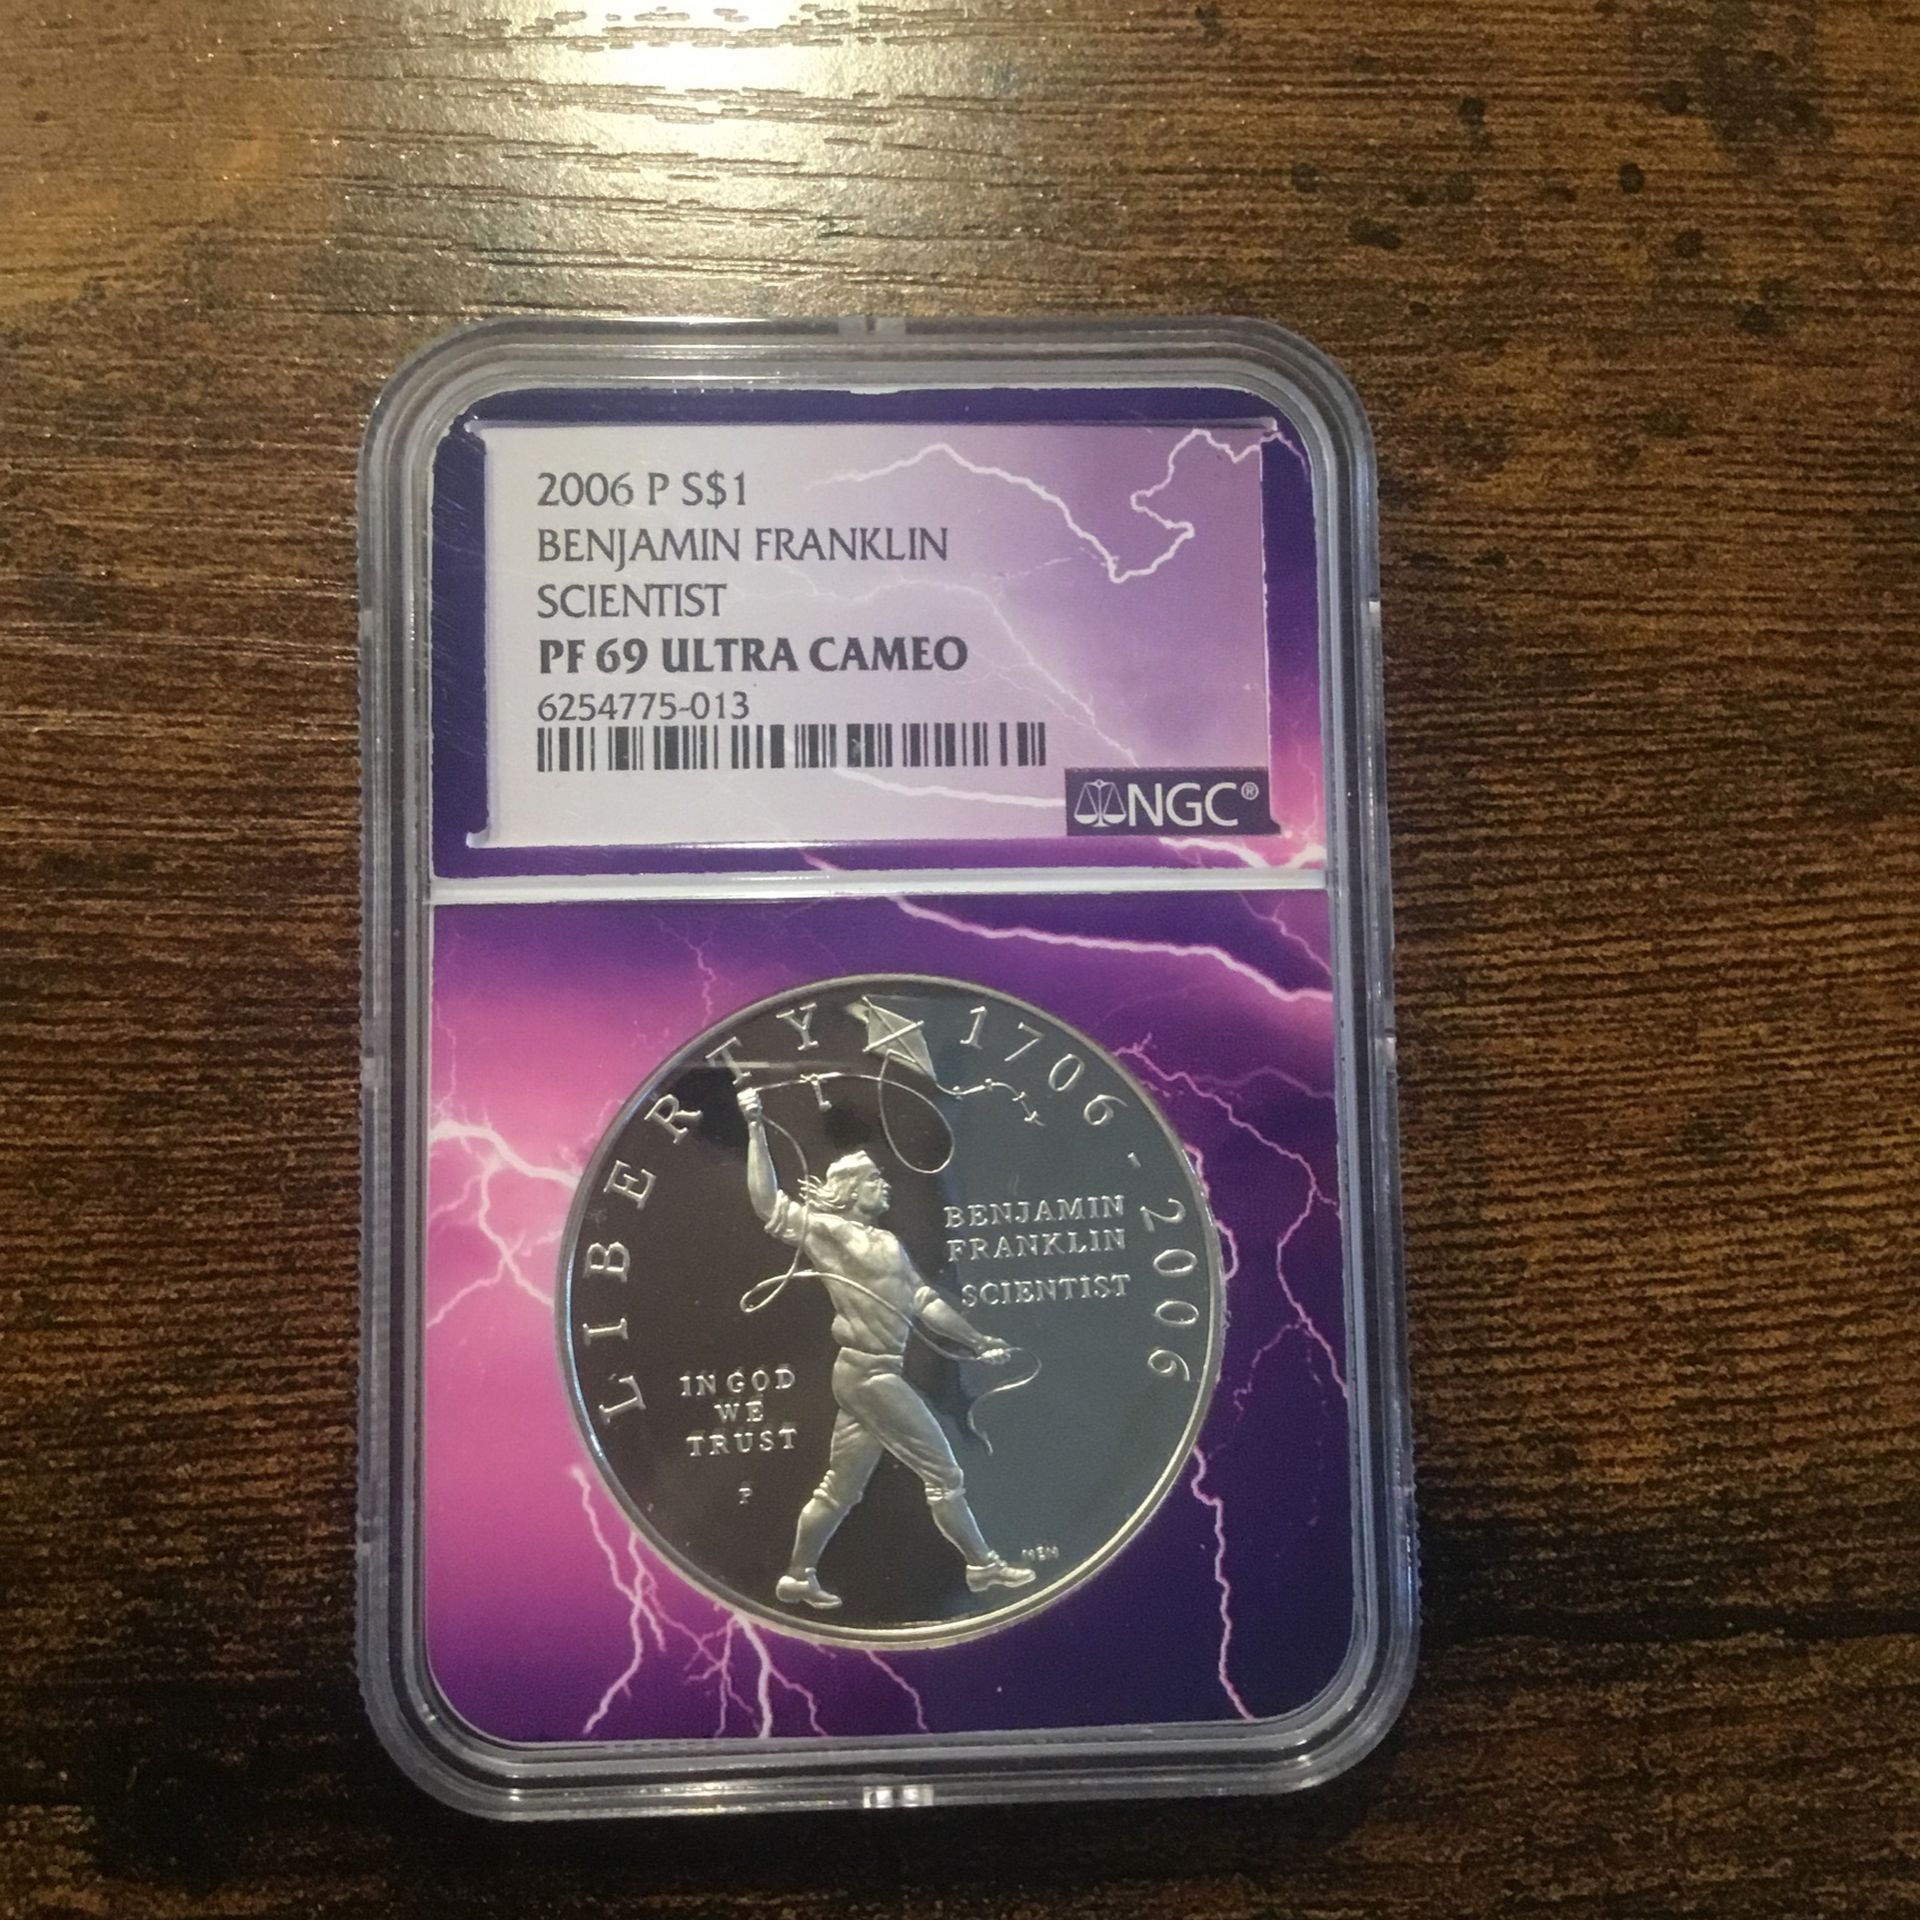 2006 P S$1
BENJAMIN FRANKLIN
SCIENTIST
PF 69 ULTRA CAMEO
6254775-013
NGC®
LIBERTY 1706-2006
BENJAMIN
FRANKLIN
SCIENTIST
IN GOD
WE
TRUST
P
NEN